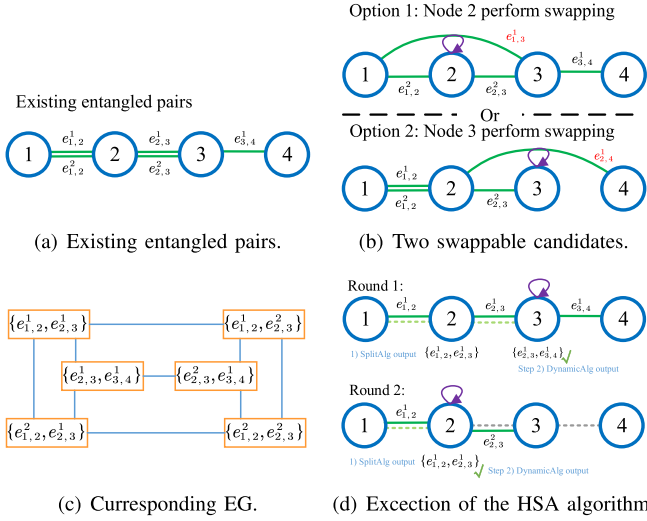 Existing entangled pairs
1 2 3 4
e^1_{1,2} e^1_{2,3} e^1_{3,4}
e^2_{1,2} e^2_{2,3}
(a) Existing entangled pairs.
Option 1: Node 2 perform swapping
e^1_{1,3}
e^1_{3,4}
1 2 3 4
e^2_{1,2} e^2_{2,3}
Or
Option 2: Node 3 perform swapping
e^1_{1,2} e^1_{2,4}
1 2 3 4
e^2_{1,2} e^2_{2,3}
(b) Two swappable candidates.
{e^1_{1,2}, e^1_{2,3}} {e^1_{1,2}, e^2_{2,3}}
{e^1_{2,3}, e^1_{3,4}} {e^2_{2,3}, e^1_{3,4}}
{e^2_{1,2}, e^1_{2,3}} {e^2_{1,2}, e^2_{2,3}}
(c) Curresponding EG.
Round 1:
e^1_{1,2} e^1_{2,3} e^1_{3,4}
1 2 3 4
1) SplitAlg output {e^1_{1,2}, e^1_{2,3}} {e^1_{2,3}, e^1_{3,4}}
Step 2) DynamicAlg output
Round 2:
e^1_{1,2}
1 2 3 4
e^2_{2,3}
1) SplitAlg output {e^1_{1,2}, e^1_{2,3}} Step 2) DynamicAlg output
(d) Excection of the HSA algorithm